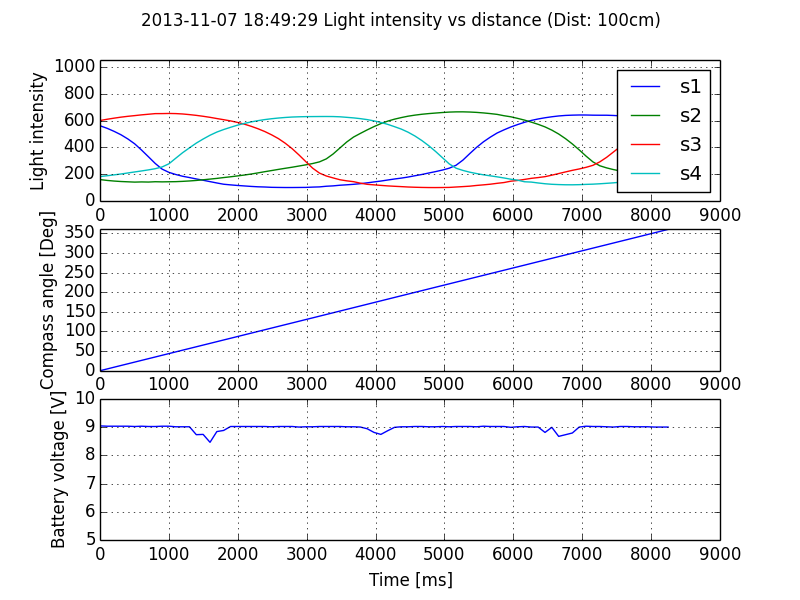 2013-11-07 18:49:29 Light intensity vs distance (Dist: 100cm)
Light intensity
1000
800
600
400
200
0
s1
s2
s3
s4
0 1000 2000 3000 4000 5000 6000 7000 8000 9000
Compass angle [Deg]
350
300
250
200
150
100
50
0
0 1000 2000 3000 4000 5000 6000 7000 8000 9000
Battery voltage [V]
10
9
8
7
6
5
0 1000 2000 3000 4000 5000 6000 7000 8000 9000
Time [ms]